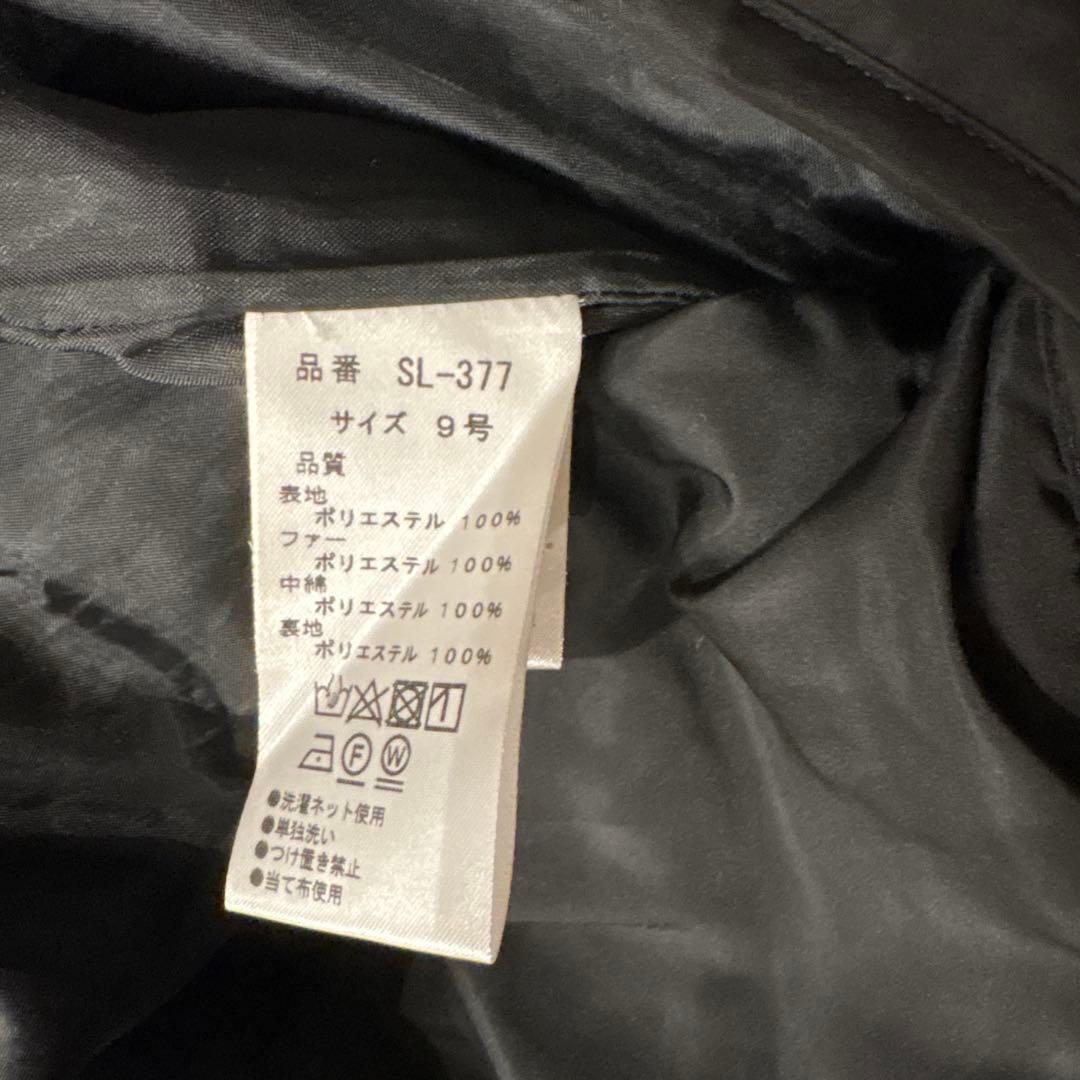 品番 SL-377
サイズ 9号
品質
表地
ポリエステル 100%
ファー
ポリエステル 100%
中綿
ポリエステル 100%
裏地
ポリエステル 100%
F W
●洗濯ネット使用
●単独洗い
●つけ置き禁止
●当て布使用